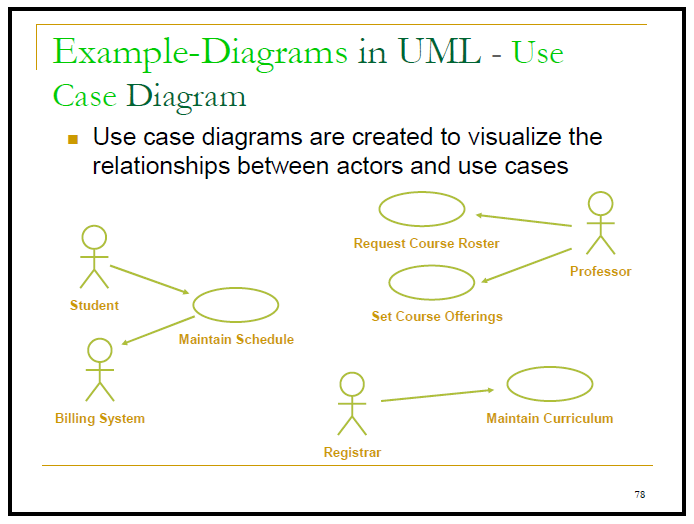 Example-Diagrams in UML - Use
Case Diagram
Use case diagrams are created to visualize the
relationships between actors and use cases
Request Course Roster
Professor
Student
Set Course Offerings
Maintain Schedule
Billing System
Maintain Curriculum
Registrar
78